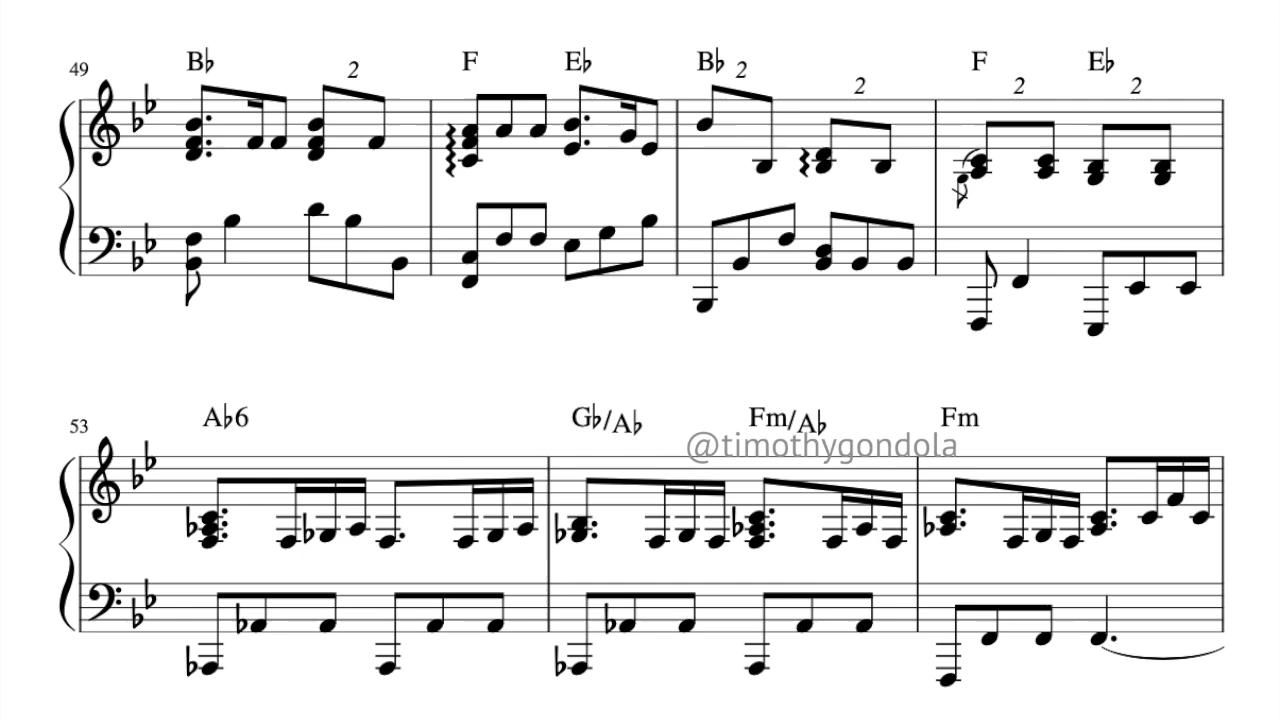 49 B♭ 2 F E♭ B♭ 2 2 F 2 E♭ 2
53 A♭6 G♭/A♭ Fm/A♭ Fm
@timothygondola